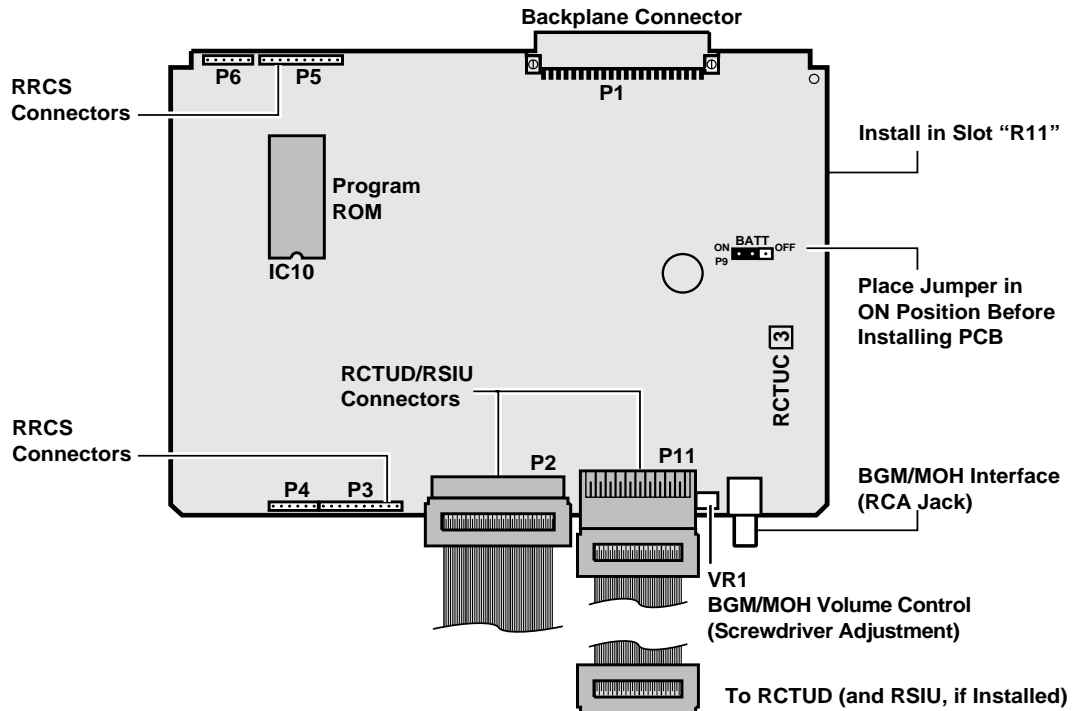 Backplane Connector
P6
P5
P1
RRCS
Connectors
Install in Slot “R11”
Program
ROM
IC10
ON
BATT
OFF
P9
Place Jumper in
ON Position Before
Installing PCB
RCTUC 3
RCTUD/RSIU
Connectors
RRCS
Connectors
P4
P3
P2
P11
BGM/MOH Interface
(RCA Jack)
VR1
BGM/MOH Volume Control
(Screwdriver Adjustment)
To RCTUD (and RSIU, if Installed)